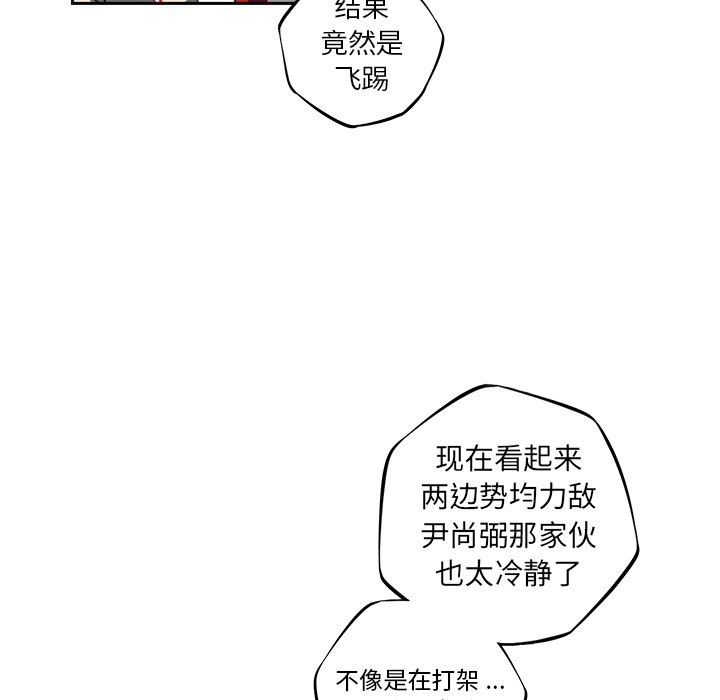 结果
竟然是
飞踢
现在看起来
两边势均力敌
尹尚弼那家伙
也太冷静了
不像是在打架...